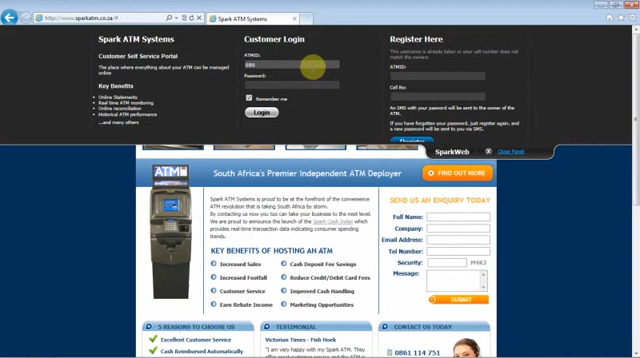 http://www.sparkatm.co.za/#
Spark ATM Systems
Spark ATM Systems
Customer Self Service Portal
The place where everything about your ATM can be managed
online
Key Benefits
Online Statements
Real time ATM monitoring
Online reconciliation
Historical ATM performance
...and many others
Customer Login
ATMID:
Password:
Remember me
Login
Register Here
This username is already taken or your cell number does not
match the owners.
ATMID:
Cell No:
An SMS with your password will be sent to the owner of the
ATM.
If you have forgotten your password, just register again, and
a new password will be sent to you via SMS.
Register
SparkWeb
Close Panel
ATM
South Africa's Premier Independent ATM Deployer
FIND OUT MORE
Spark ATM Systems is proud to be at the forefront of the convenience
ATM revolution that is taking South Africa by storm.
By contacting us now you too can take your business to the next level.
We are proud to announce the launch of the Spark Cash Index which
provides real-time transaction data indicating consumer spending
trends.
KEY BENEFITS OF HOSTING AN ATM
Increased Sales
Increased Footfall
Customer Service
Earn Rebate Income
Cash Deposit Fee Savings
Reduce Credit/Debit Card Fees
Improved Cash Handling
Marketing Opportunities
SEND US AN ENQUIRY TODAY
Full Name:
Company:
Email Address:
Tel Number:
Security:
Message:
SUBMIT
5 REASONS TO CHOOSE US
Excellent Customer Service
Cash Reimbursed Automatically
TESTIMONIAL
Victorian Times - Fish Hoek
"I am very happy with my Spark ATM. They
CONTACT US TODAY
0861 114 751